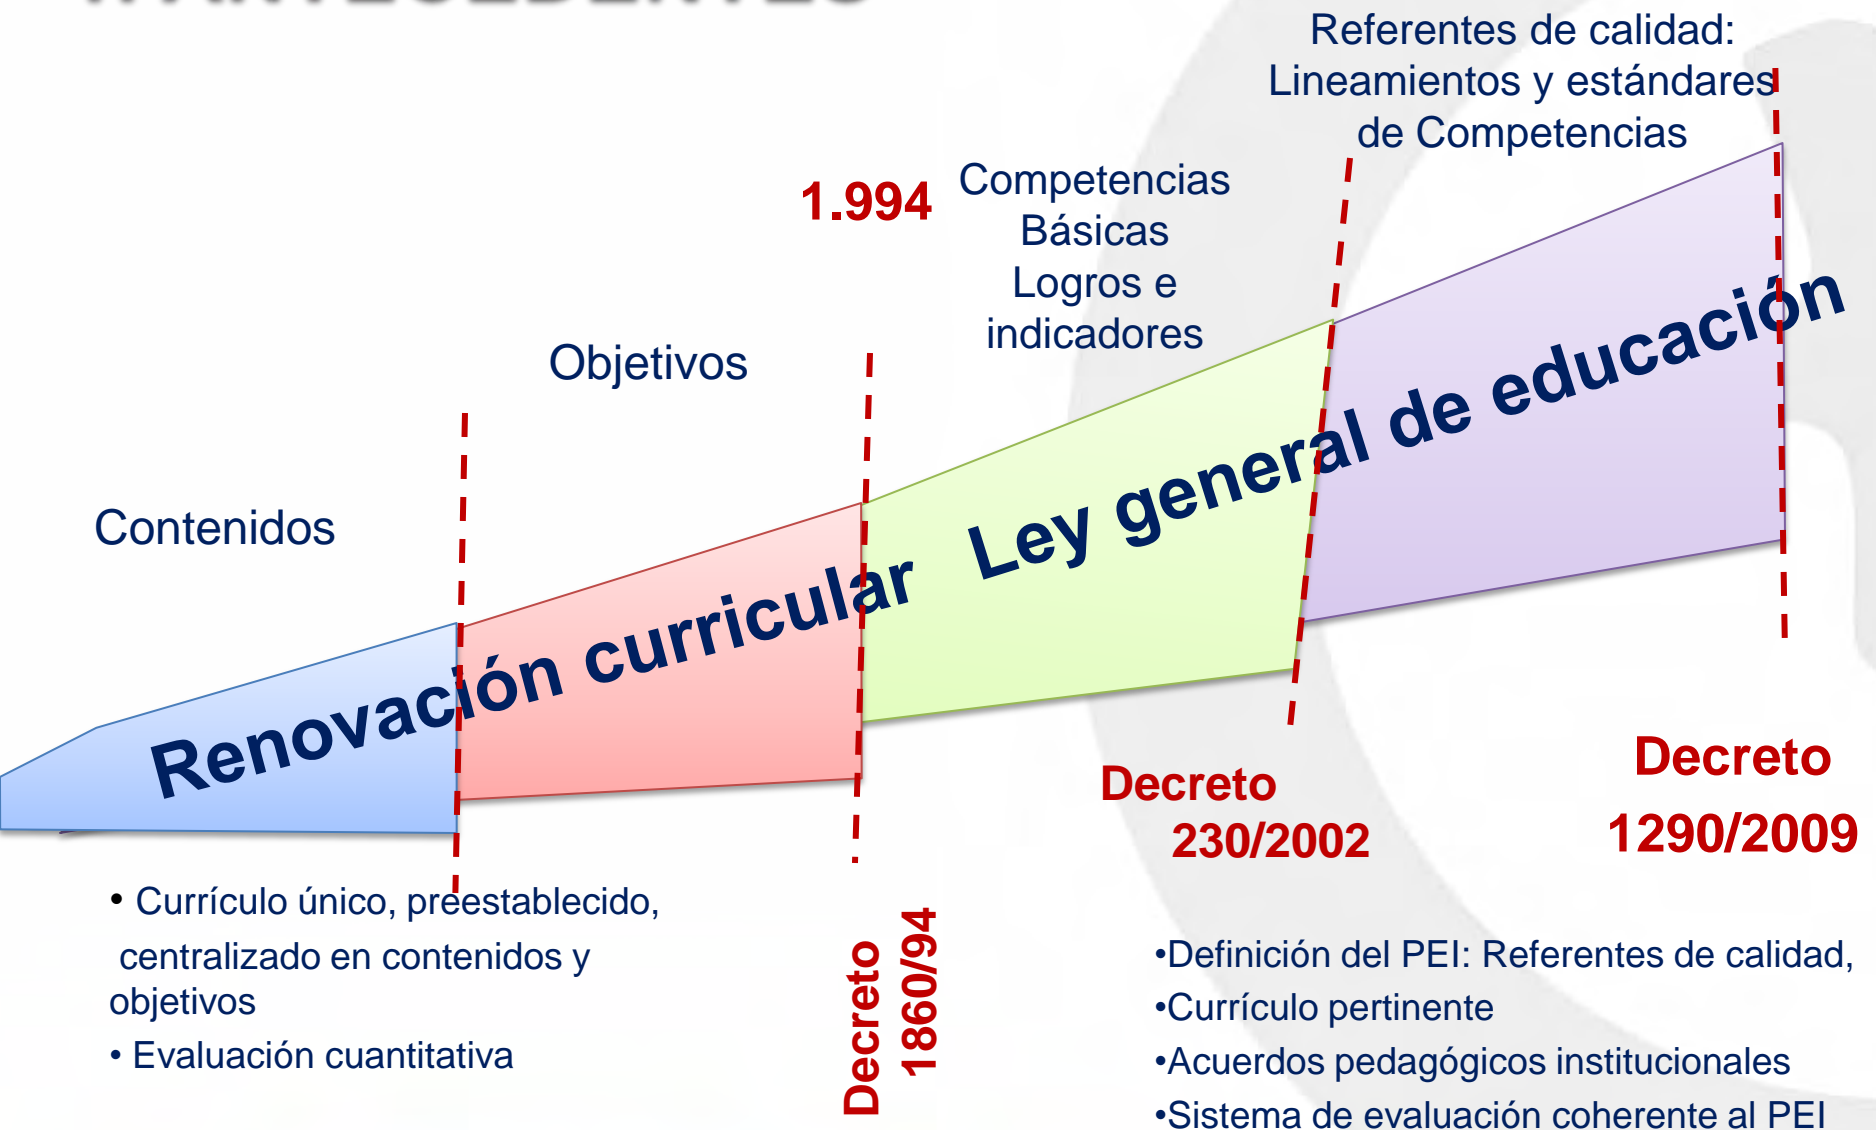 Referentes de calidad:
Lineamientos y estándares
de Competencias
1.994
Competencias
Básicas
Logros e
indicadores
Objetivos
Contenidos
Renovación curricular
Ley general de educación
Decreto
230/2002
Decreto
1290/2009
Decreto
1860/94
• Currículo único, preestablecido,
centralizado en contenidos y
objetivos
• Evaluación cuantitativa
•Definición del PEI: Referentes de calidad,
•Currículo pertinente
•Acuerdos pedagógicos institucionales
•Sistema de evaluación coherente al PEI